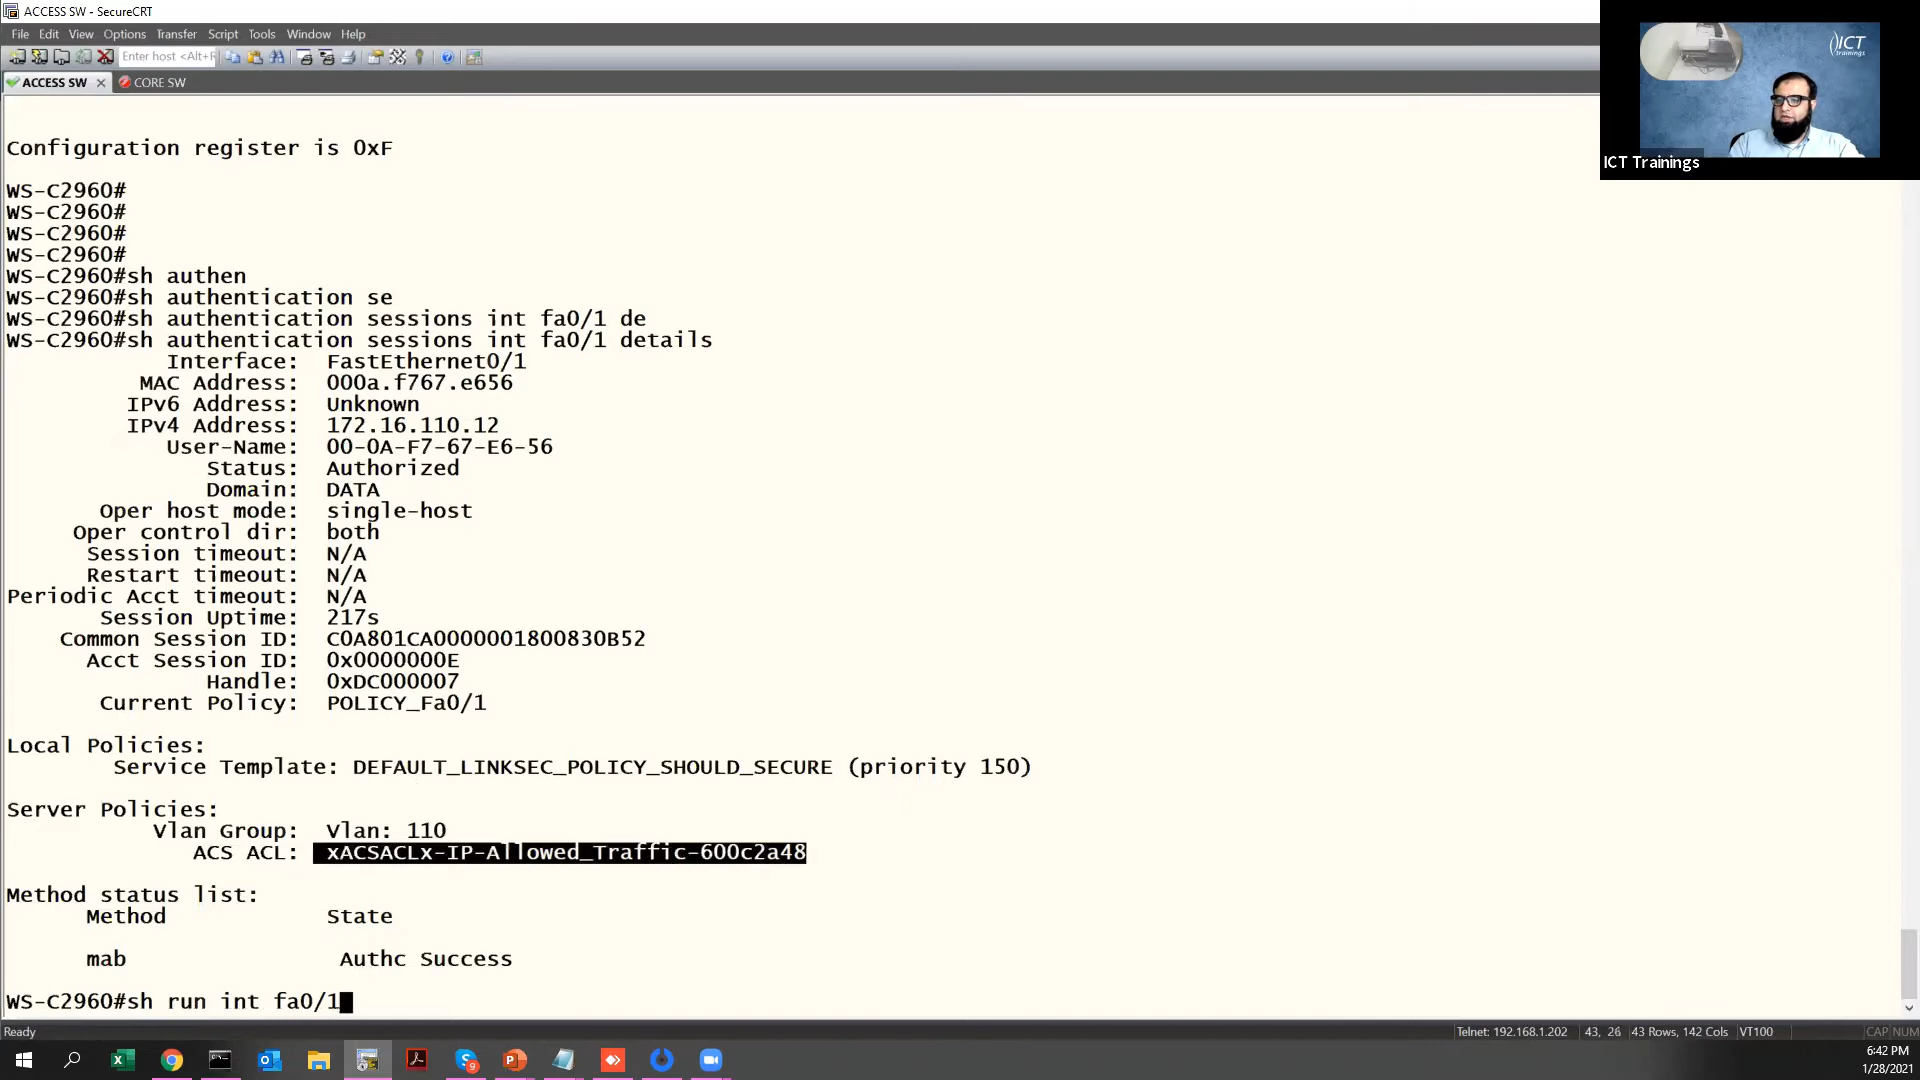 ACCESS SW - SecureCRT
File Edit View Options Transfer Script Tools Window Help
Enter host <Alt+R
ACCESS SW CORE SW
ICT
trainings
ICT Trainings
Configuration register is 0xF
WS-C2960#
WS-C2960#
WS-C2960#
WS-C2960#
WS-C2960#sh authen
WS-C2960#sh authentication se
WS-C2960#sh authentication sessions int fa0/1 de
WS-C2960#sh authentication sessions int fa0/1 details
Interface: FastEthernet0/1
MAC Address: 000a.f767.e656
IPv6 Address: Unknown
IPv4 Address: 172.16.110.12
User-Name: 00-0A-F7-67-E6-56
Status: Authorized
Domain: DATA
Oper host mode: single-host
Oper control dir: both
Session timeout: N/A
Restart timeout: N/A
Periodic Acct timeout: N/A
Session Uptime: 217s
Common Session ID: C0A801CA0000001800830B52
Acct Session ID: 0x0000000E
Handle: 0xDC000007
Current Policy: POLICY_Fa0/1
Local Policies:
Service Template: DEFAULT_LINKSEC_POLICY_SHOULD_SECURE (priority 150)
Server Policies:
Vlan Group: Vlan: 110
ACS ACL: xACSACLx-IP-Allowed_Traffic-600c2a48
Method status list:
Method State
mab Authc Success
WS-C2960#sh run int fa0/1
Ready Telnet: 192.168.1.202 43, 26 43 Rows, 142 Cols VT100 CAP NUM
6:42 PM
1/28/2021